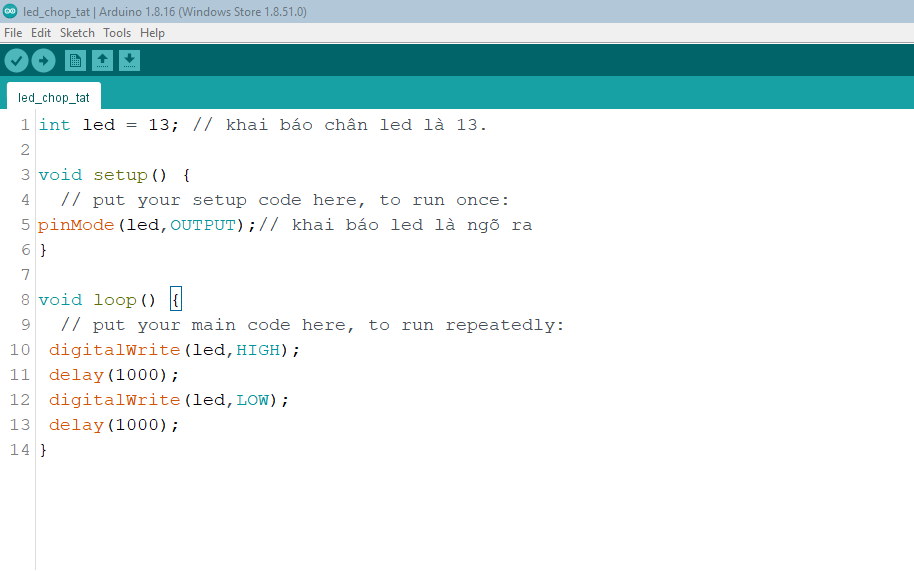 led_chop_tat | Arduino 1.8.16 (Windows Store 1.8.51.0)
File Edit Sketch Tools Help
led_chop_tat
1 int led = 13; // khai báo chân led là 13.
2
3 void setup() {
4   // put your setup code here, to run once:
5 pinMode(led,OUTPUT);// khai báo led là ngõ ra
6 }
7
8 void loop() {
9   // put your main code here, to run repeatedly:
10  digitalWrite(led,HIGH);
11  delay(1000);
12  digitalWrite(led,LOW);
13  delay(1000);
14 }